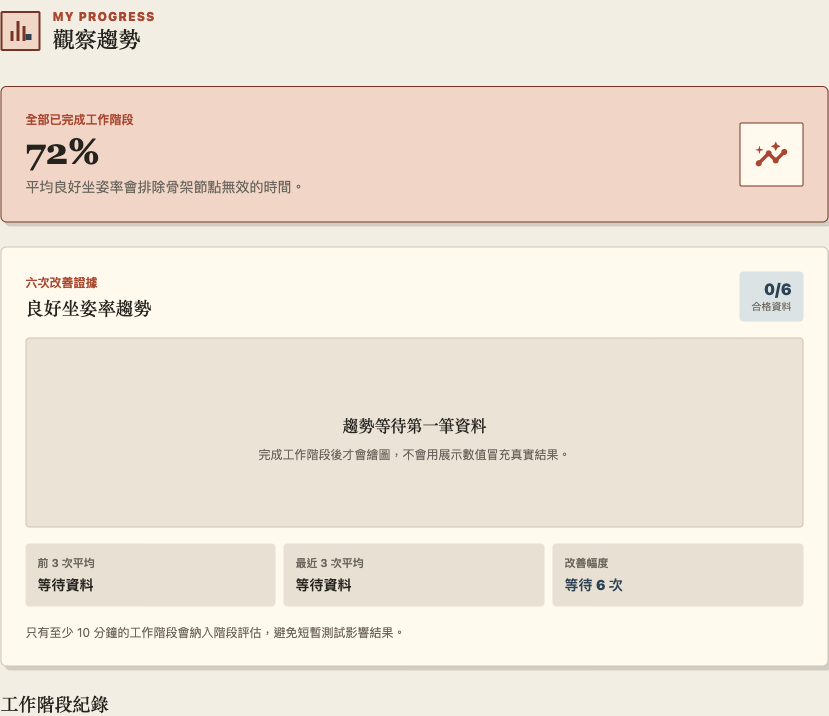 MY PROGRESS
觀察趨勢
全部已完成工作階段
72%
平均良好坐姿率會排除骨架節點無效的時間。
六次改善證據
良好坐姿率趨勢
0/6
合格資料
趨勢等待第一筆資料
完成工作階段後才會繪圖，不會用展示數值冒充真實結果。
前 3 次平均
等待資料
最近 3 次平均
等待資料
改善幅度
等待 6 次
只有至少 10 分鐘的工作階段會納入階段評估，避免短暫測試影響結果。
工作階段紀錄